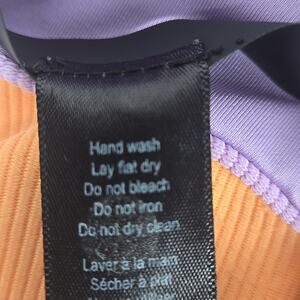 Hand wash
Lay flat dry
Do not bleach
Do not iron
Do not dry clean
Laver à la main
Sécher à plat